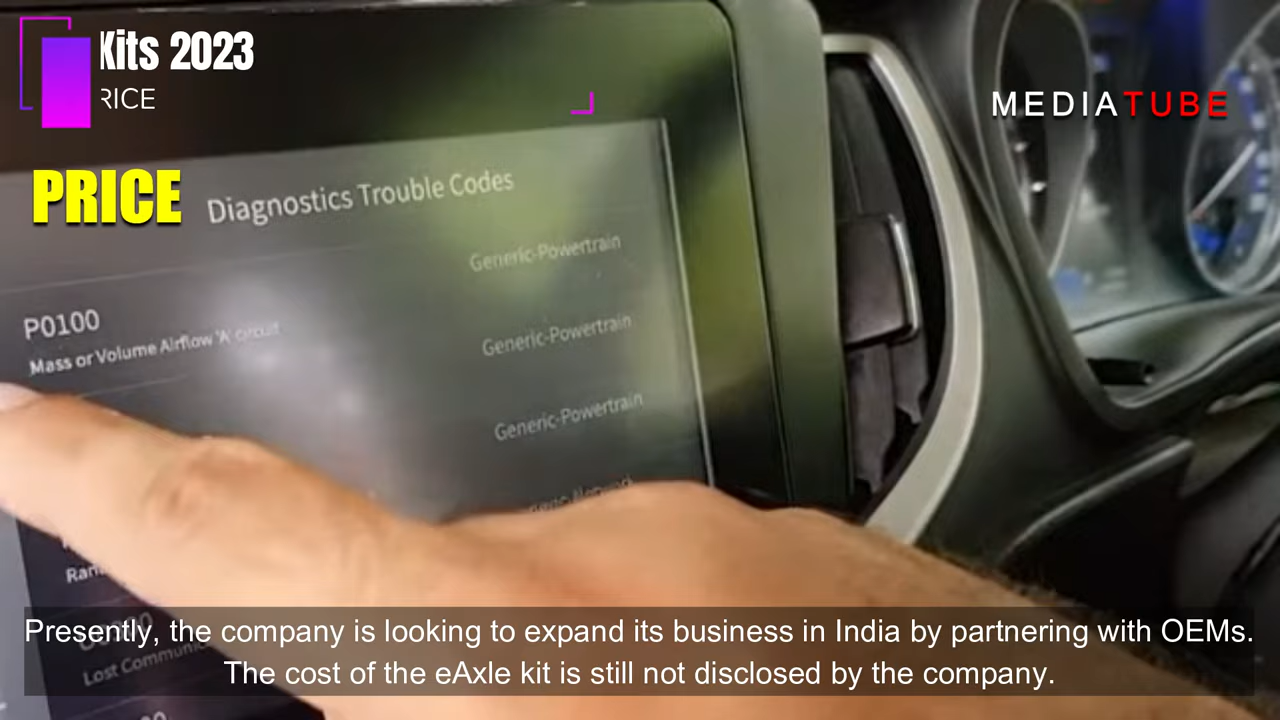 Kits 2023
RICE
MEDIATUBE
PRICE
Diagnostics Trouble Codes
Generic-Powertrain
P0100
Mass or Volume Airflow 'A' circuit
Generic-Powertrain
Generic-Powertrain
Lost
Presently, the company is looking to expand its business in India by partnering with OEMs.
The cost of the eAxle kit is still not disclosed by the company.